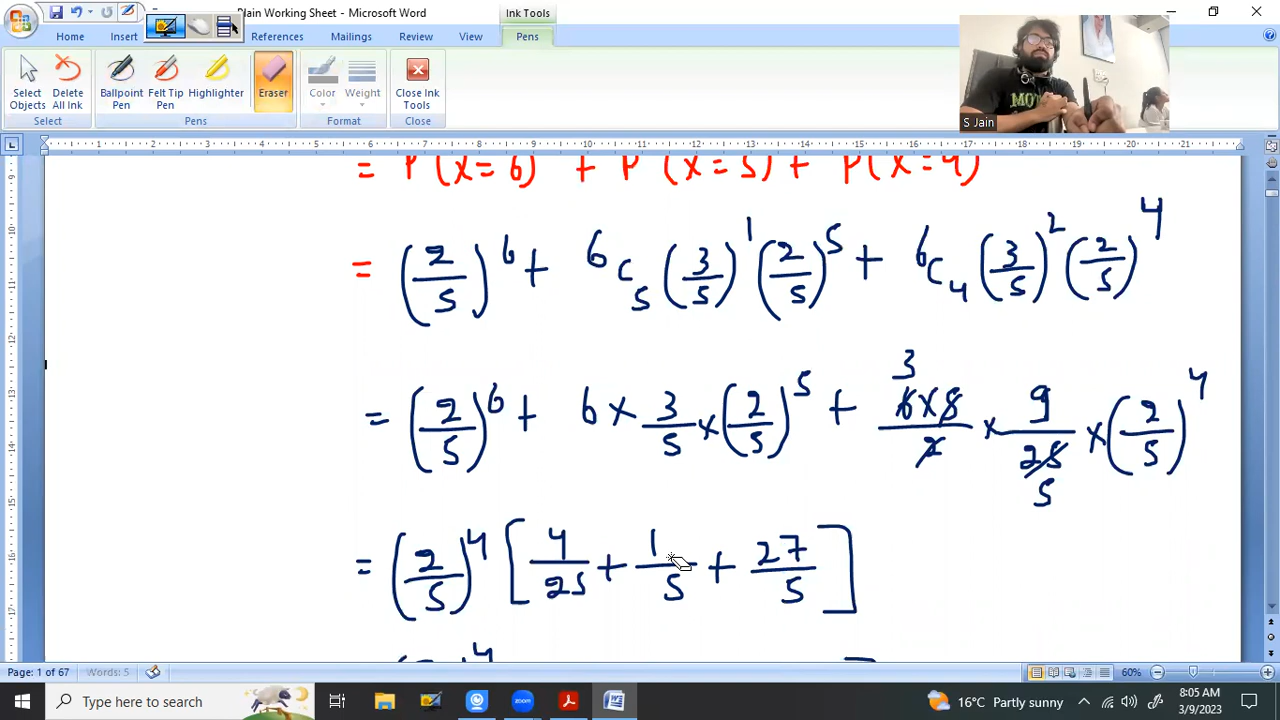 Plain Working Sheet - Microsoft Word
Ink Tools
Home Insert References Mailings Review View Pens
Select Objects
Delete All Ink
Ballpoint Pen
Felt Tip Pen
Highlighter
Eraser
Color
Weight
Close Ink Tools
Select Pens Format Close
S Jain
= P(X=6) + P(X=5) + P(X=4)
= (2/5)^6 + 6C5 (3/5)^1 (2/5)^5 + 6C4 (3/5)^2 (2/5)^4
= (2/5)^6 + 6 × 3/5 × (2/5)^5 + 6×5/2 × 9/25 × (2/5)^4
3
5
= (2/5)^4 [4/25 + 1/5 + 27/5]
4
Page: 1 of 67 Words: 5 60%
Type here to search
16°C Partly sunny
8:05 AM
3/9/2023